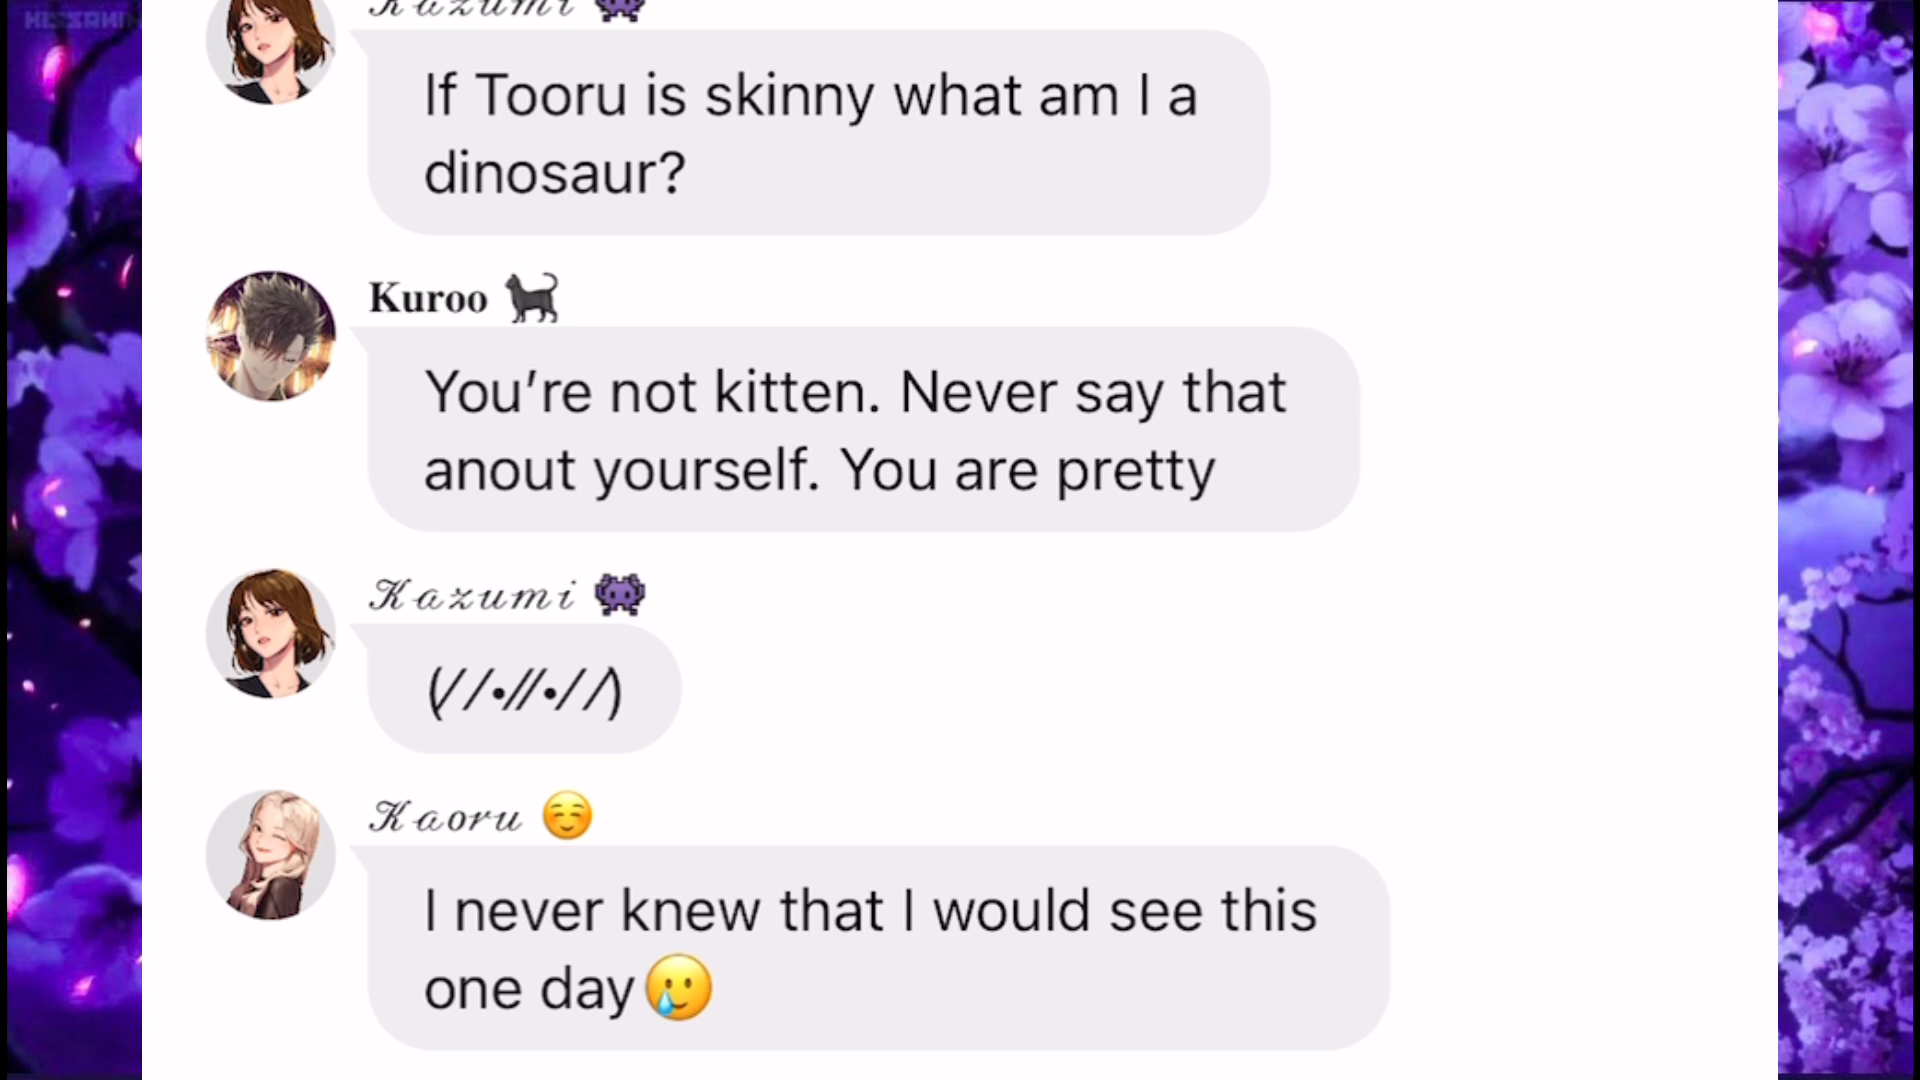 Kazumi 👾
If Tooru is skinny what am I a
dinosaur?
Kuroo 🐈‍⬛
You’re not kitten. Never say that
anout yourself. You are pretty
Kazumi 👾
(//•//•//)
Kaoru ☺️
I never knew that I would see this
one day🥲